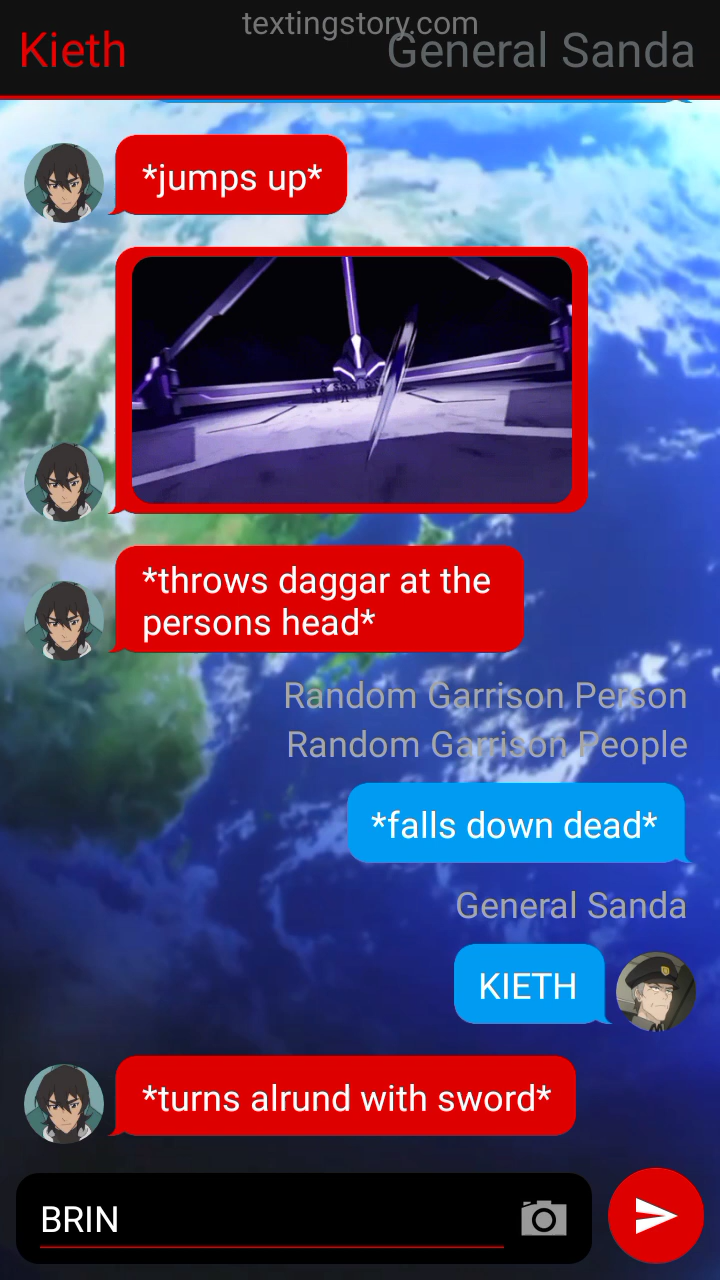 textingstory.com
Kieth
General Sanda
*jumps up*
*throws daggar at the
persons head*
Random Garrison Person
Random Garrison People
*falls down dead*
General Sanda
KIETH
*turns alrund with sword*
BRIN